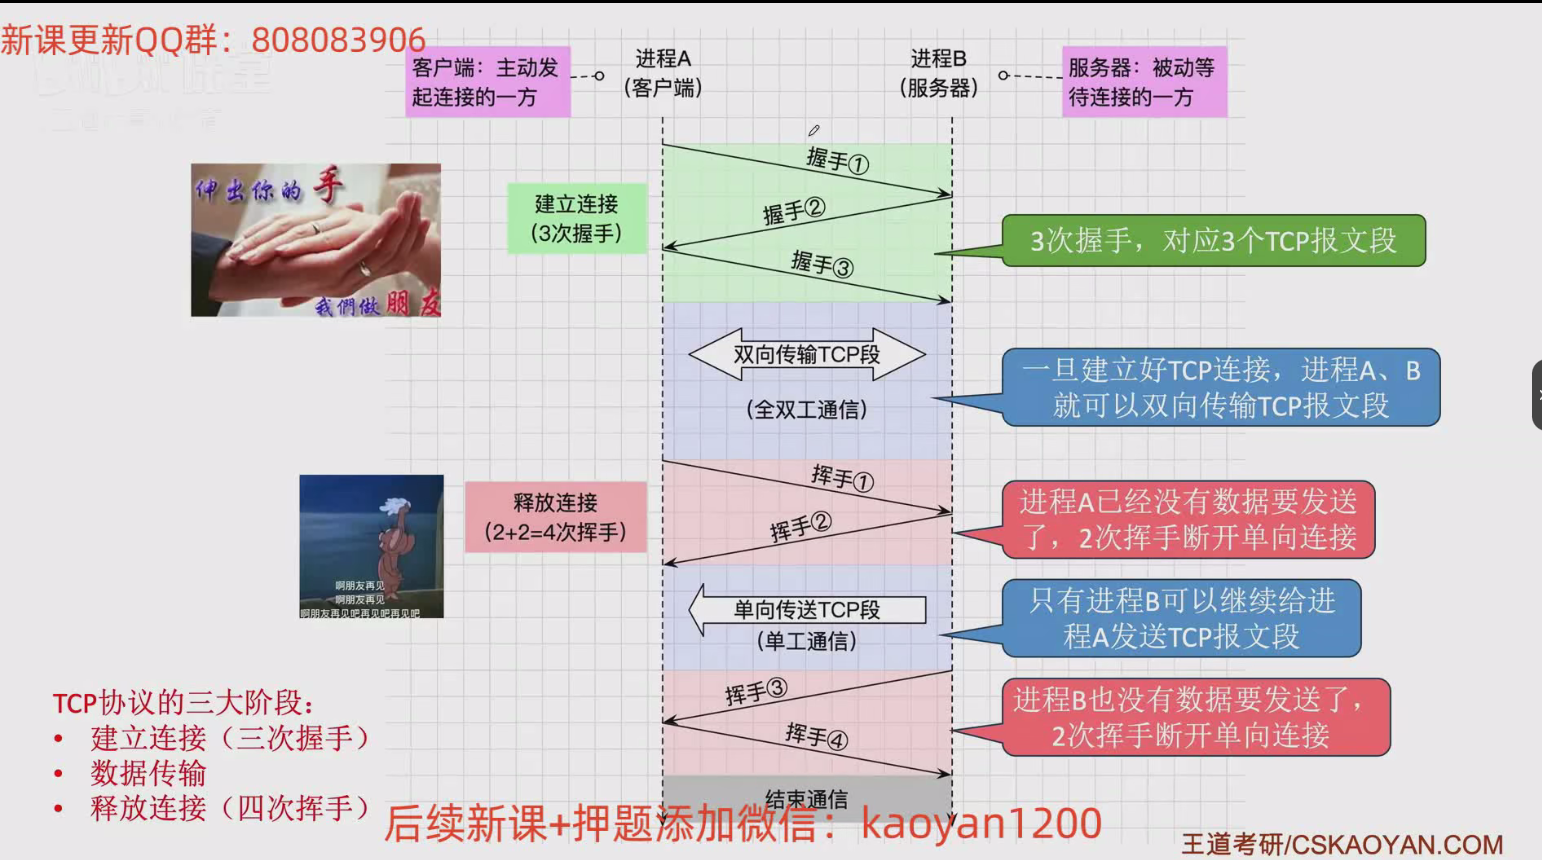 新课更新QQ群：808083906
客户端：主动发
起连接的一方
进程A
（客户端）
进程B
（服务器）
服务器：被动等
待连接的一方
伸出你的手
我們做朋友
建立连接
（3次握手）
握手①
握手②
握手③
3次握手，对应3个TCP报文段
双向传输TCP段
（全双工通信）
一旦建立好TCP连接，进程A、B
就可以双向传输TCP报文段
啊朋友再见
啊朋友再见
啊朋友再见吧再见吧再见吧
释放连接
（2+2=4次挥手）
挥手①
挥手②
进程A已经没有数据要发送
了，2次挥手断开单向连接
单向传送TCP段
（单工通信）
只有进程B可以继续给进
程A发送TCP报文段
挥手③
挥手④
进程B也没有数据要发送了，
2次挥手断开单向连接
TCP协议的三大阶段：
• 建立连接（三次握手）
• 数据传输
• 释放连接（四次挥手）
结束通信
后续新课+押题添加微信：kaoyan1200
王道考研/CSKAOYAN.COM